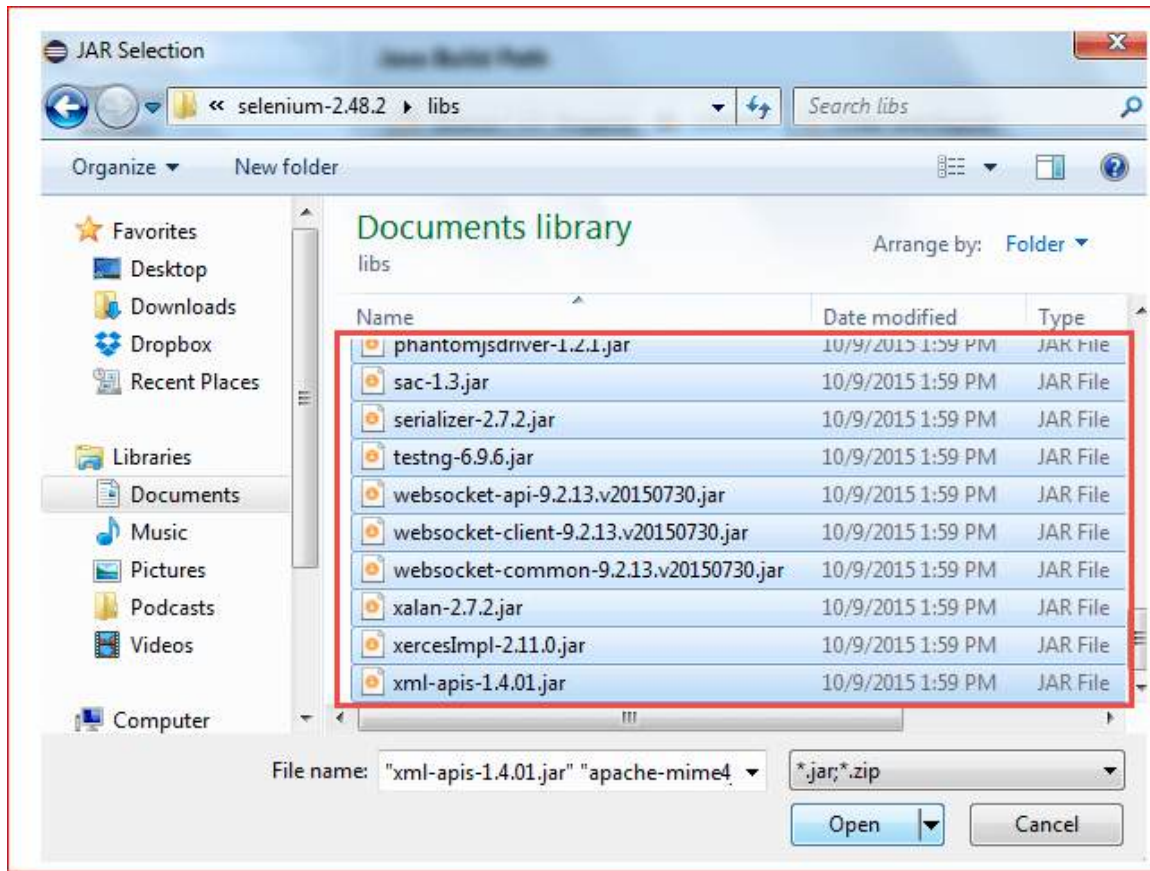 JAR Selection
Java Build Path
« selenium-2.48.2 ▸ libs
Search libs
Organize New folder
Favorites
Desktop
Downloads
Dropbox
Recent Places
Libraries
Documents
Music
Pictures
Podcasts
Videos
Computer
Documents library
libs
Arrange by: Folder
Name Date modified Type
phantomjsdriver-1.2.1.jar 10/9/2015 1:59 PM JAR File
sac-1.3.jar 10/9/2015 1:59 PM JAR File
serializer-2.7.2.jar 10/9/2015 1:59 PM JAR File
testng-6.9.6.jar 10/9/2015 1:59 PM JAR File
websocket-api-9.2.13.v20150730.jar 10/9/2015 1:59 PM JAR File
websocket-client-9.2.13.v20150730.jar 10/9/2015 1:59 PM JAR File
websocket-common-9.2.13.v20150730.jar 10/9/2015 1:59 PM JAR File
xalan-2.7.2.jar 10/9/2015 1:59 PM JAR File
xercesImpl-2.11.0.jar 10/9/2015 1:59 PM JAR File
xml-apis-1.4.01.jar 10/9/2015 1:59 PM JAR File
File name: "xml-apis-1.4.01.jar" "apache-mime4 *.jar;*.zip
Open Cancel